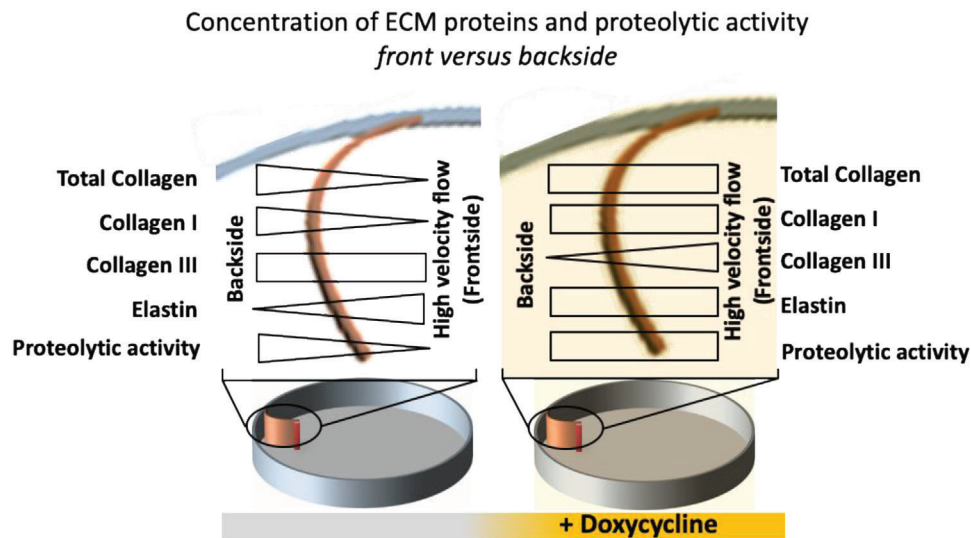 Concentration of ECM proteins and proteolytic activity
front versus backside
Total Collagen
Collagen I
Collagen III
Elastin
Proteolytic activity
Backside
High velocity flow
(Frontside)
Backside
High velocity flow
(Frontside)
Total Collagen
Collagen I
Collagen III
Elastin
Proteolytic activity
+ Doxycycline